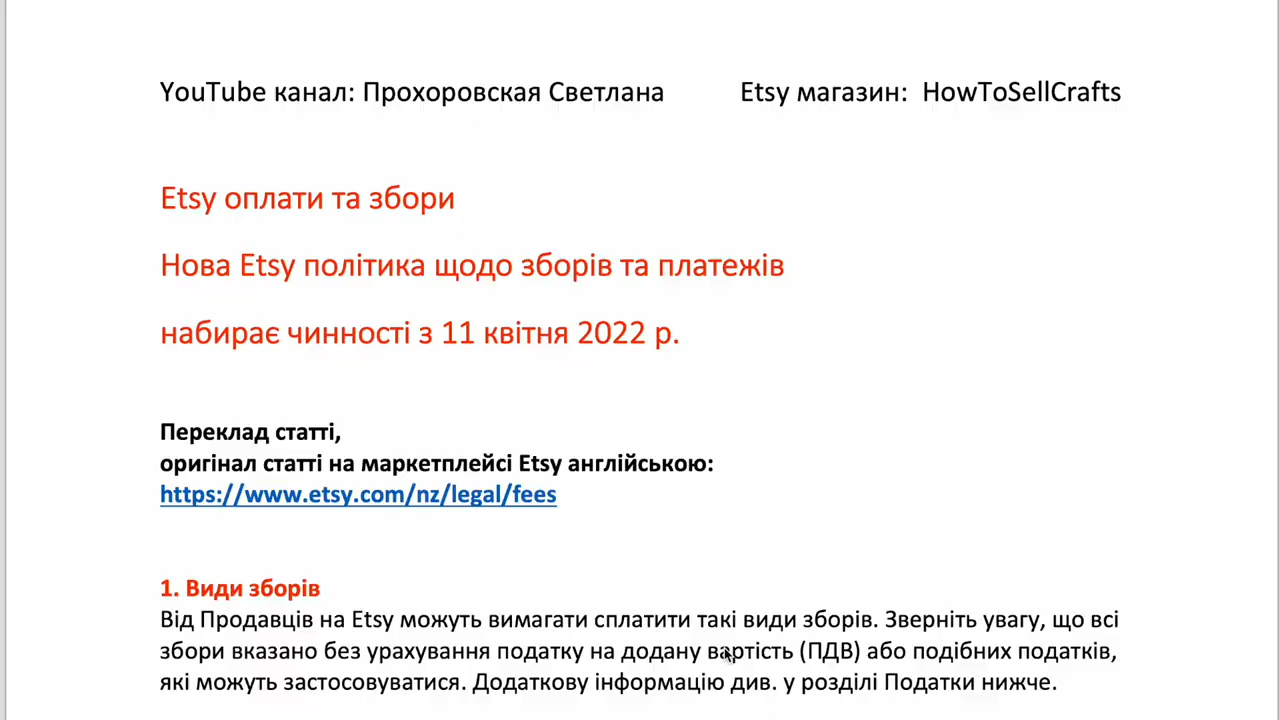 YouTube канал: Прохоровская Светлана Etsy магазин: HowToSellCrafts
Etsy оплати та збори
Нова Etsy політика щодо зборів та платежів
набирає чинності з 11 квітня 2022 р.
Переклад статті,
оригінал статті на маркетплейсі Etsy англійською:
https://www.etsy.com/nz/legal/fees
1. Види зборів
Від Продавців на Etsy можуть вимагати сплатити такі види зборів. Зверніть увагу, що всі
збори вказано без урахування податку на додану вартість (ПДВ) або подібних податків,
які можуть застосовуватися. Додаткову інформацію див. у розділі Податки нижче.